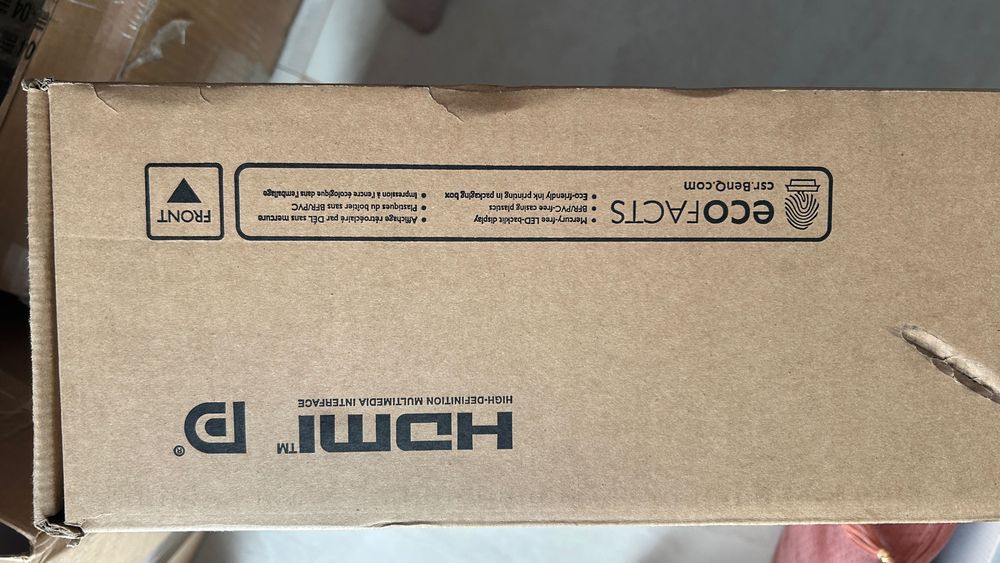 ecoFACTS
csr.BenQ.com
• Mercury-free LED-backlit display
• BFR/PVC-free casing plastics
• Eco-friendly ink printing in packaging box
• Affichage rétroéclairé par DEL sans mercure
• Plastiques du boîtier sans BFR/PVC
• Impression à l'encre écologique dans l'emballage
FRONT
HDMI™
HIGH-DEFINITION MULTIMEDIA INTERFACE
D®